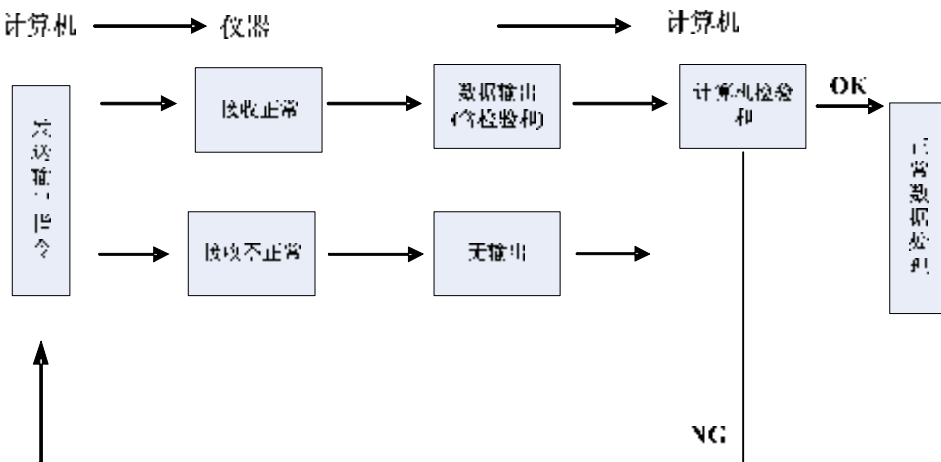 计算机
仪器
计算机
发送输出指令
接收正常
数据输出
(含检验和)
计算机检验
和
OK
正常数据处理
接收不正常
无输出
NG